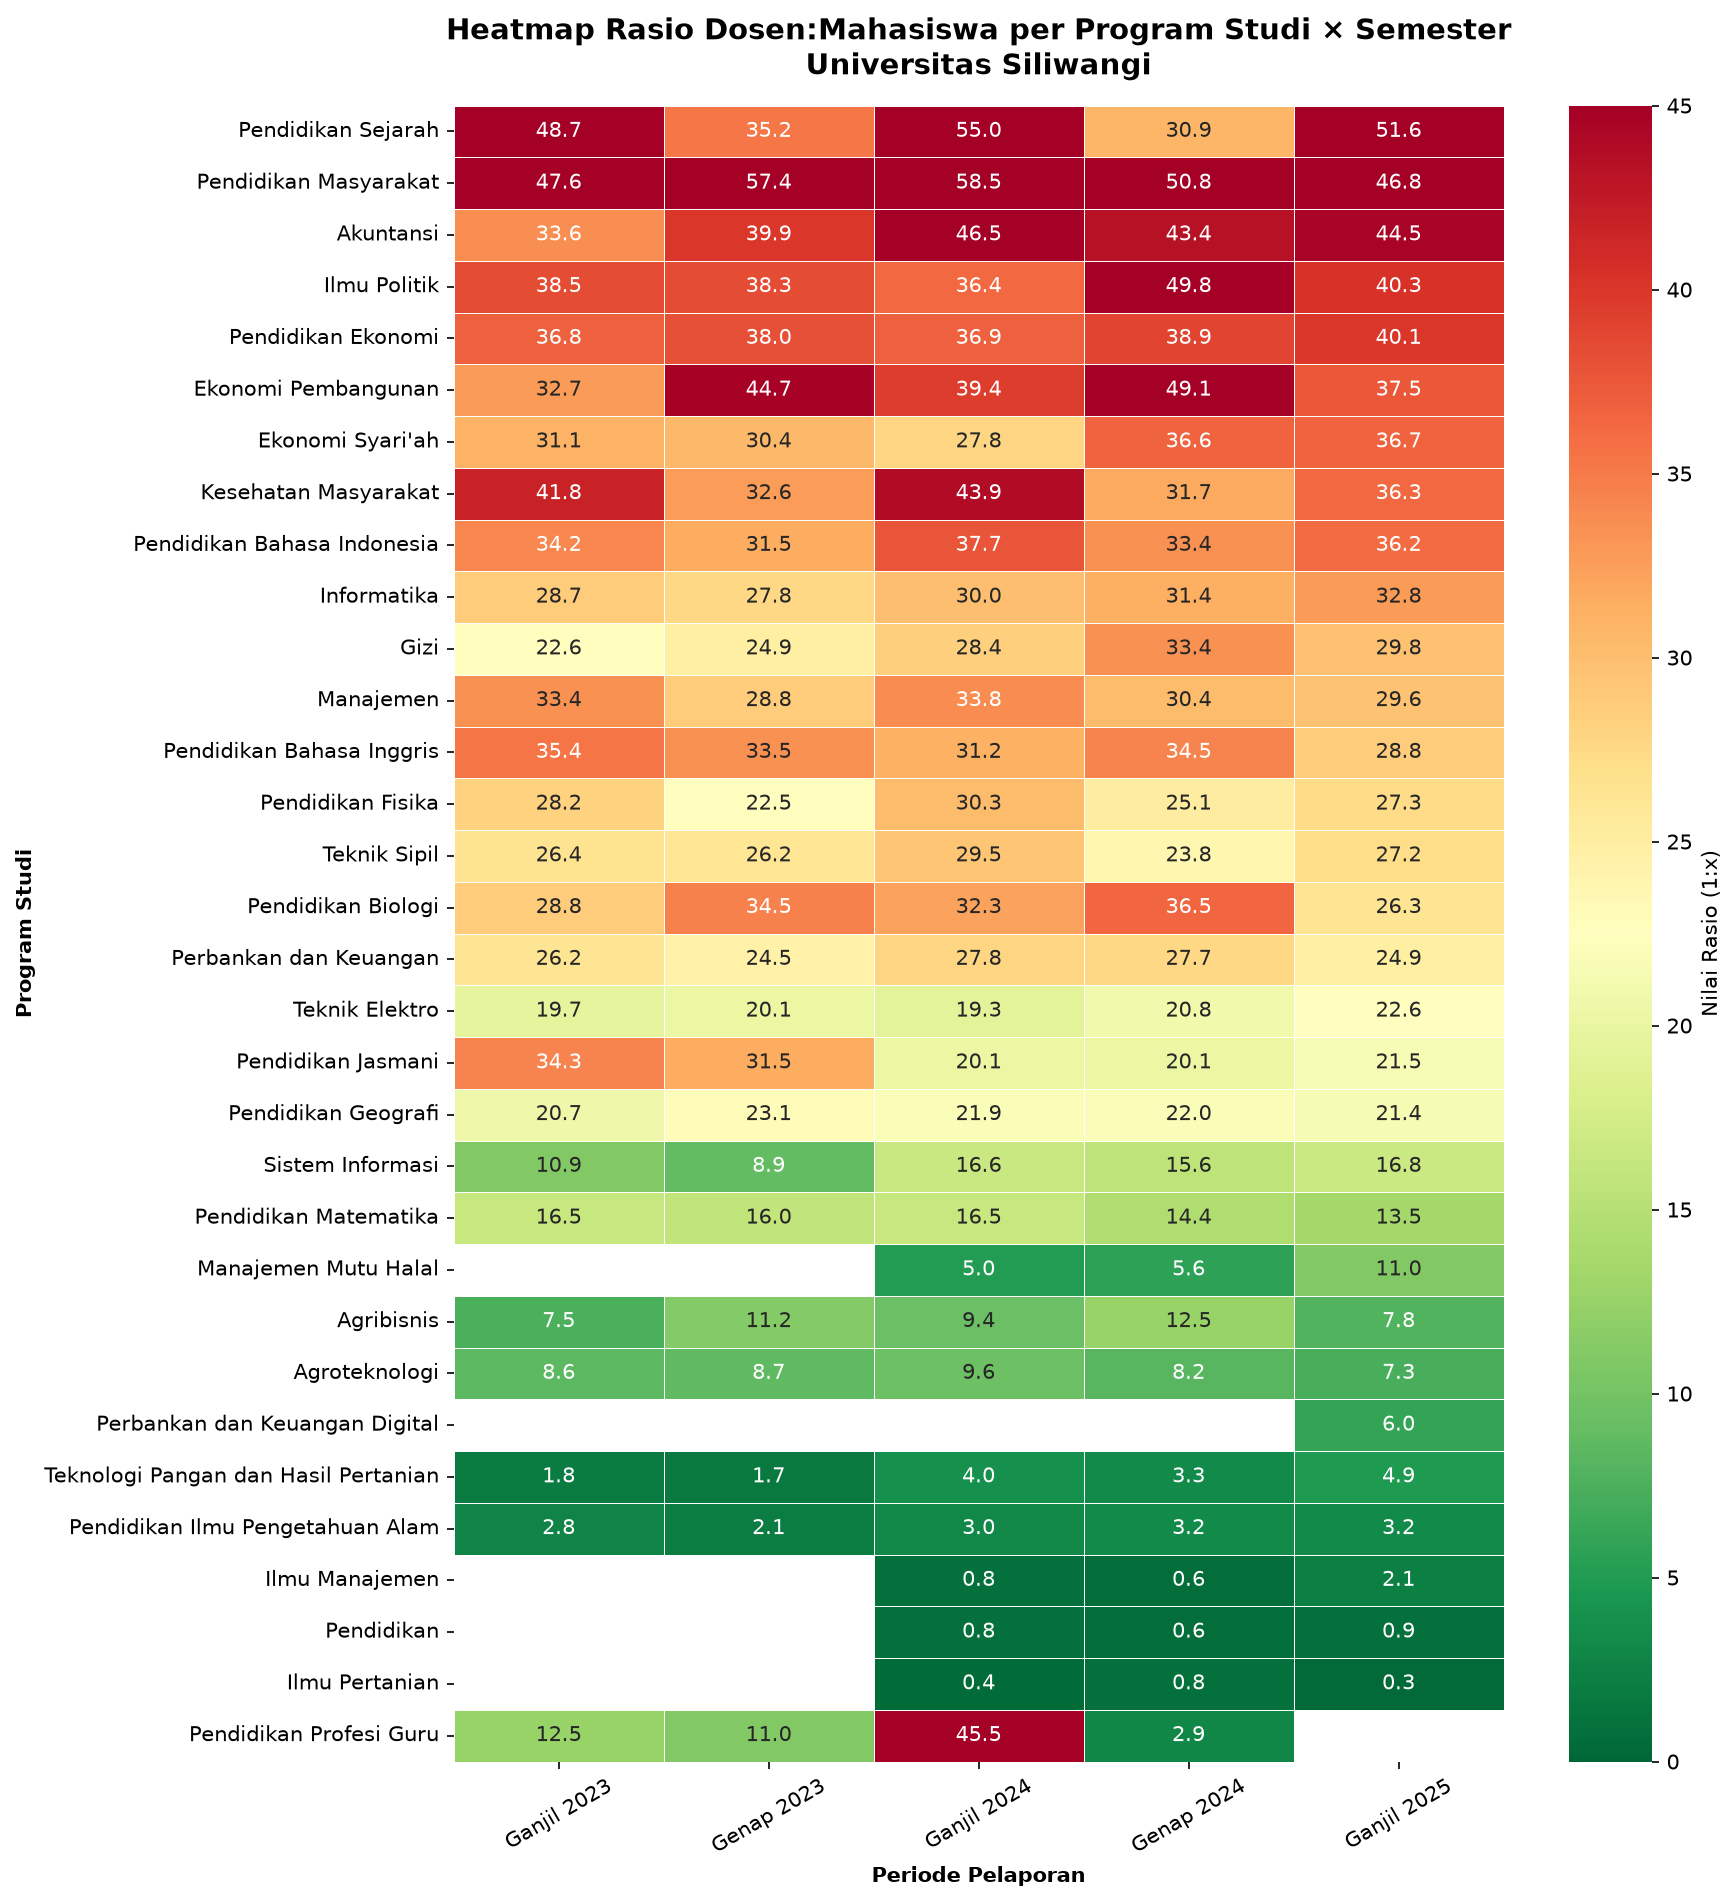 Heatmap Rasio Dosen:Mahasiswa per Program Studi × Semester
Universitas Siliwangi
Pendidikan Sejarah 48.7 35.2 55.0 30.9 51.6
Pendidikan Masyarakat 47.6 57.4 58.5 50.8 46.8
Akuntansi 33.6 39.9 46.5 43.4 44.5
Ilmu Politik 38.5 38.3 36.4 49.8 40.3
Pendidikan Ekonomi 36.8 38.0 36.9 38.9 40.1
Ekonomi Pembangunan 32.7 44.7 39.4 49.1 37.5
Ekonomi Syari'ah 31.1 30.4 27.8 36.6 36.7
Kesehatan Masyarakat 41.8 32.6 43.9 31.7 36.3
Pendidikan Bahasa Indonesia 34.2 31.5 37.7 33.4 36.2
Informatika 28.7 27.8 30.0 31.4 32.8
Gizi 22.6 24.9 28.4 33.4 29.8
Manajemen 33.4 28.8 33.8 30.4 29.6
Pendidikan Bahasa Inggris 35.4 33.5 31.2 34.5 28.8
Pendidikan Fisika 28.2 22.5 30.3 25.1 27.3
Teknik Sipil 26.4 26.2 29.5 23.8 27.2
Pendidikan Biologi 28.8 34.5 32.3 36.5 26.3
Perbankan dan Keuangan 26.2 24.5 27.8 27.7 24.9
Teknik Elektro 19.7 20.1 19.3 20.8 22.6
Pendidikan Jasmani 34.3 31.5 20.1 20.1 21.5
Pendidikan Geografi 20.7 23.1 21.9 22.0 21.4
Sistem Informasi 10.9 8.9 16.6 15.6 16.8
Pendidikan Matematika 16.5 16.0 16.5 14.4 13.5
Manajemen Mutu Halal 5.0 5.6 11.0
Agribisnis 7.5 11.2 9.4 12.5 7.8
Agroteknologi 8.6 8.7 9.6 8.2 7.3
Perbankan dan Keuangan Digital 6.0
Teknologi Pangan dan Hasil Pertanian 1.8 1.7 4.0 3.3 4.9
Pendidikan Ilmu Pengetahuan Alam 2.8 2.1 3.0 3.2 3.2
Ilmu Manajemen 0.8 0.6 2.1
Pendidikan 0.8 0.6 0.9
Ilmu Pertanian 0.4 0.8 0.3
Pendidikan Profesi Guru 12.5 11.0 45.5 2.9
Ganjil 2023 Genap 2023 Ganjil 2024 Genap 2024 Ganjil 2025
Periode Pelaporan
Program Studi
45
40
35
30
25
20
15
10
5
0
Nilai Rasio (1:x)